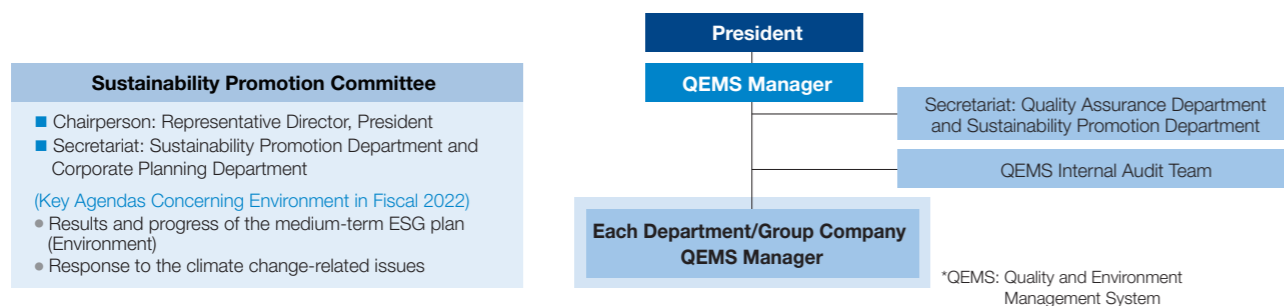 Sustainability Promotion Committee
■ Chairperson: Representative Director, President
■ Secretariat: Sustainability Promotion Department and
Corporate Planning Department
(Key Agendas Concerning Environment in Fiscal 2022)
● Results and progress of the medium-term ESG plan
(Environment)
● Response to the climate change-related issues
President
QEMS Manager
Secretariat: Quality Assurance Department
and Sustainability Promotion Department
QEMS Internal Audit Team
Each Department/Group Company
QEMS Manager
*QEMS: Quality and Environment
Management System